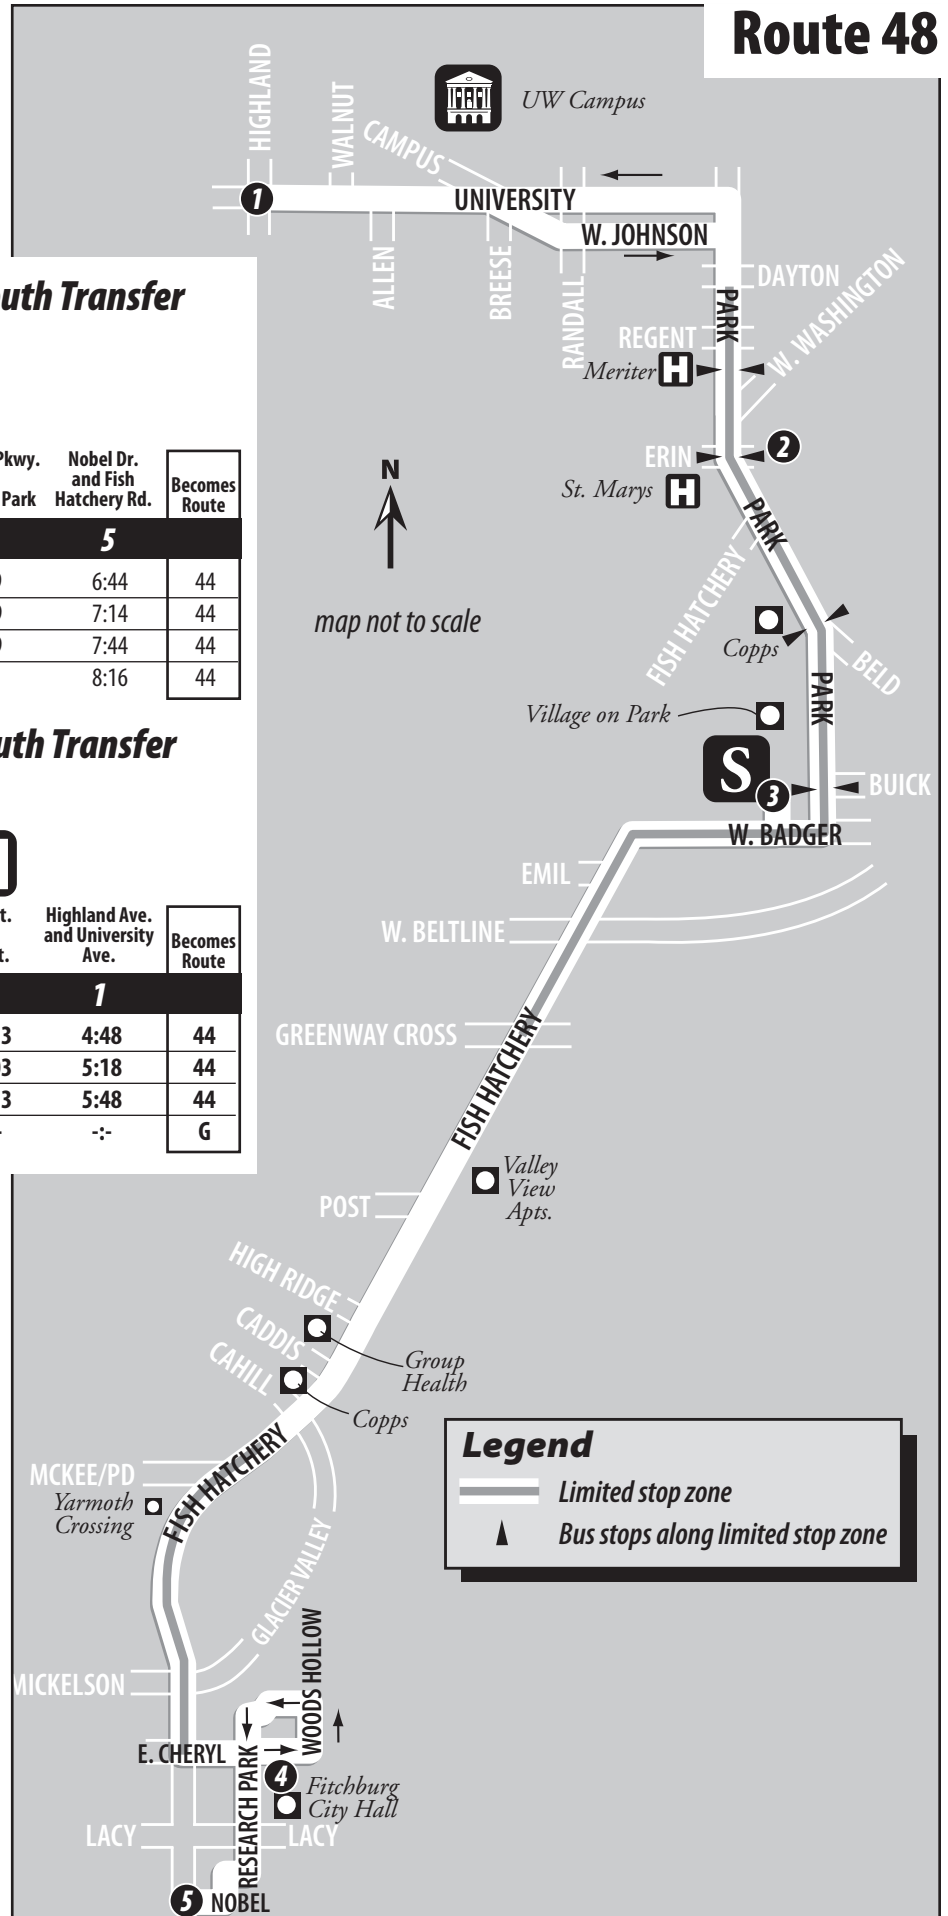 Route 48
HIGHLAND
WALNUT
CAMPUS
UW Campus
1
UNIVERSITY
W. JOHNSON
ALLEN
BREESE
RANDALL
DAYTON
PARK
W. WASHINGTON
REGENT
Meriter H
ERIN
2
St. Marys H
N
PARK
map not to scale
FISH HATCHERY
Copps
BELD
PARK
Village on Park
S
3
BUICK
W. BADGER
EMIL
W. BELTLINE
GREENWAY CROSS
FISH HATCHERY
Valley
View
Apts.
POST
HIGH RIDGE
CADDIS
CAHILL
Group
Health
Copps
FISH HATCHERY
MCKEE/PD
Yarmoth
Crossing
GLACIER VALLEY
WOODS HOLLOW
MICKELSON
E. CHERYL
RESEARCH PARK
4
Fitchburg
City Hall
LACY
LACY
5
NOBEL
Legend
Limited stop zone
Bus stops along limited stop zone
uth Transfer
Pkwy.
Park
Nobel Dr.
and Fish
Hatchery Rd.
Becomes
Route
5
6:44 44
7:14 44
7:44 44
8:16 44
uth Transfer
t.
t.
Highland Ave.
and University
Ave.
Becomes
Route
1
3 4:48 44
3 5:18 44
3 5:48 44
- -:- G